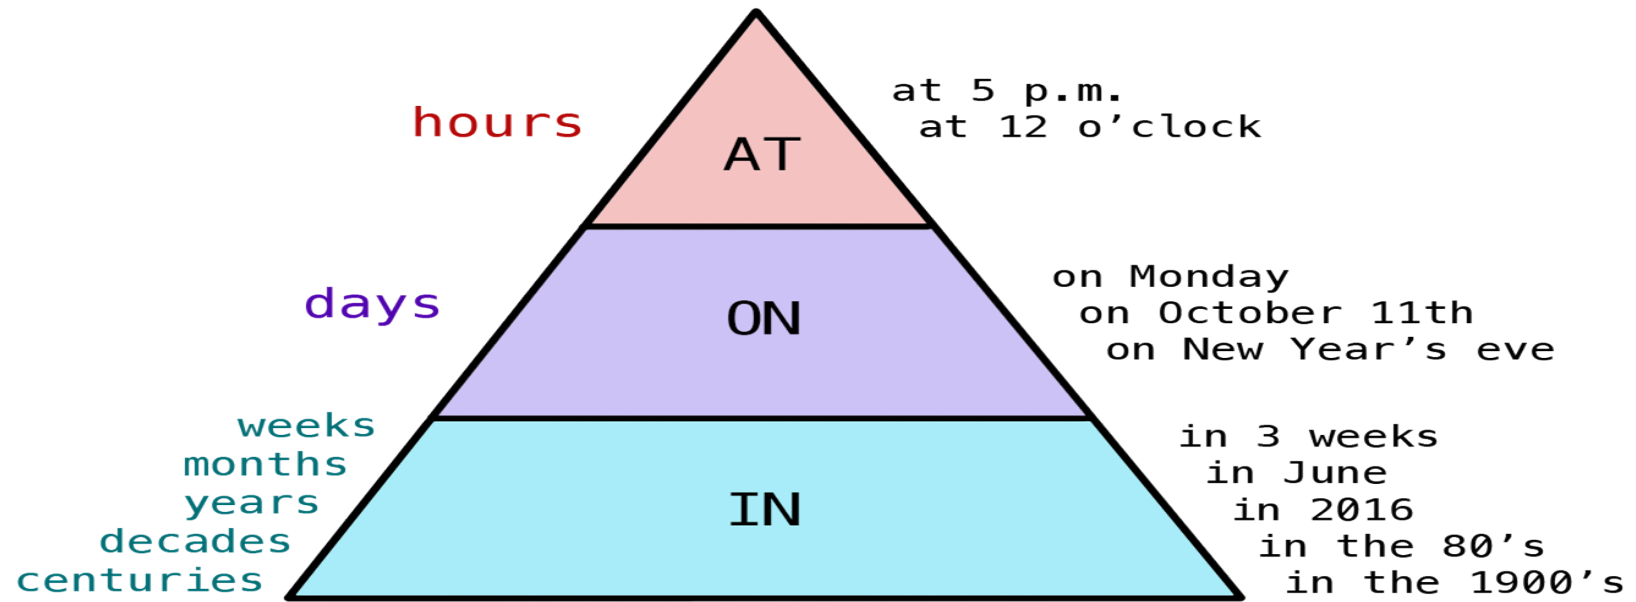 hours
AT
at 5 p.m.
at 12 o’clock
days
ON
on Monday
on October 11th
on New Year’s eve
weeks
months
years
decades
centuries
IN
in 3 weeks
in June
in 2016
in the 80’s
in the 1900’s